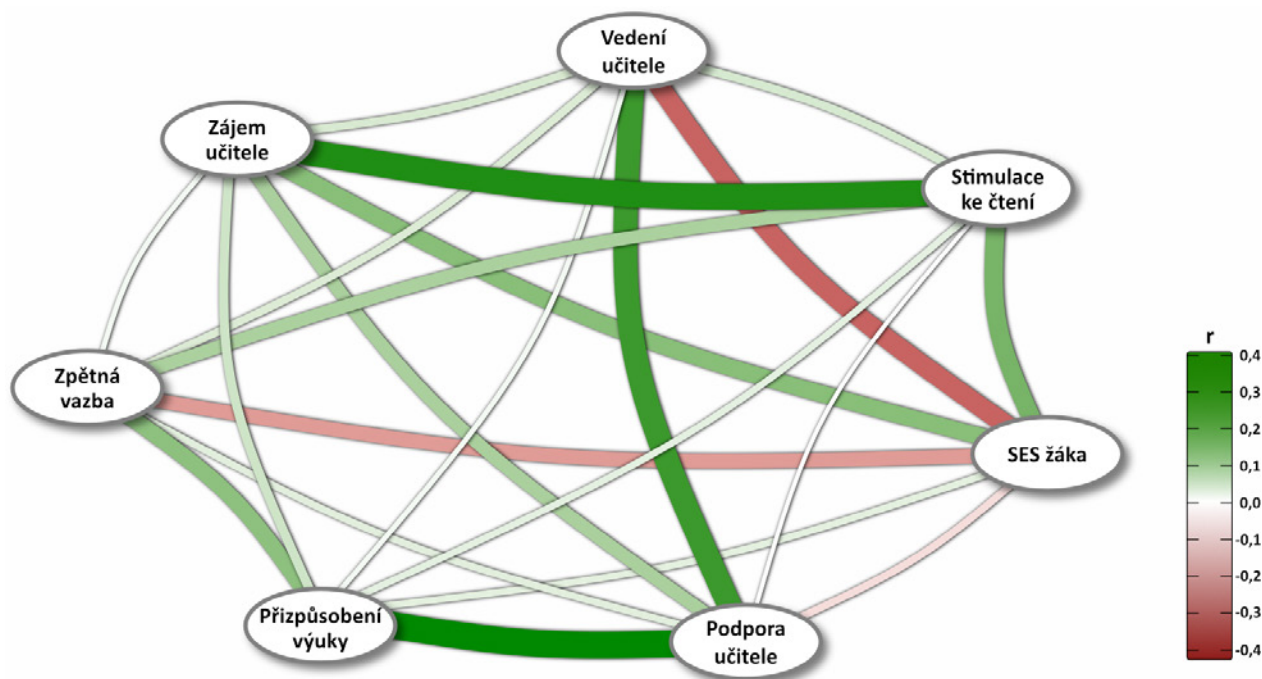 Vedení
učitele
Zájem
učitele
Stimulace
ke čtení
r
0,4
0,3
0,2
0,1
0,0
-0,1
-0,2
-0,3
-0,4
Zpětná
vazba
SES žáka
Přizpůsobení
výuky
Podpora
učitele